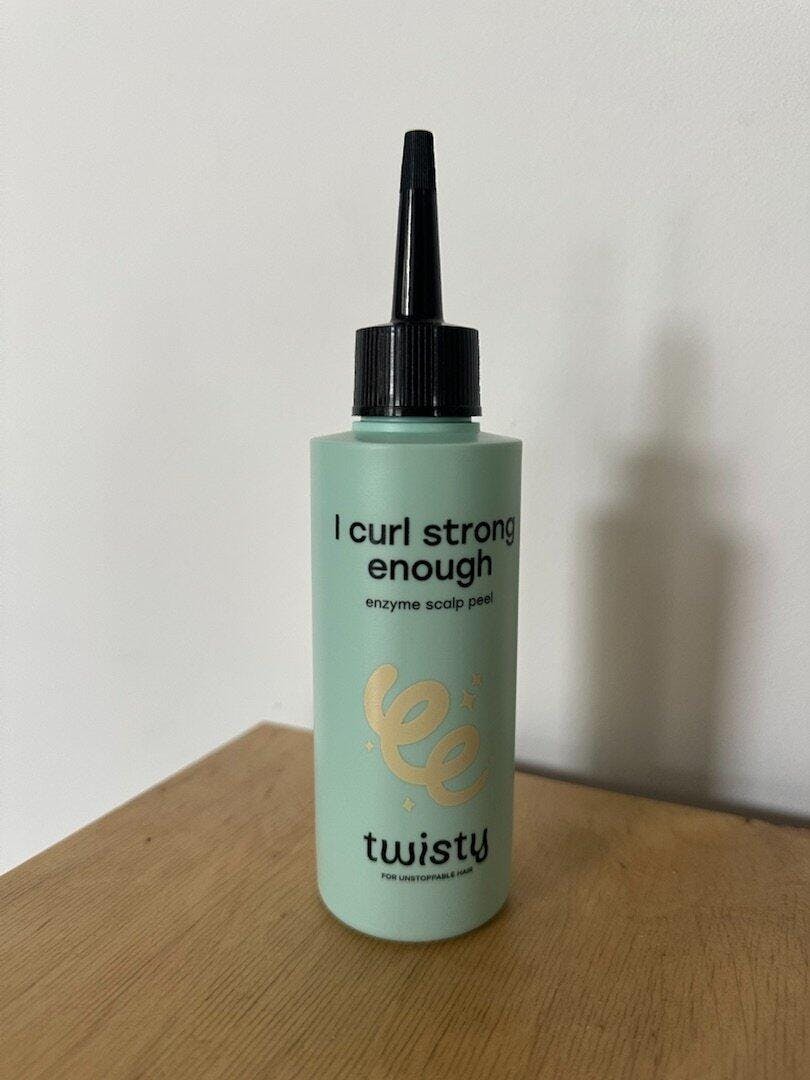 I curl strong
enough
enzyme scalp peel
twisty
FOR UNSTOPPABLE HAIR